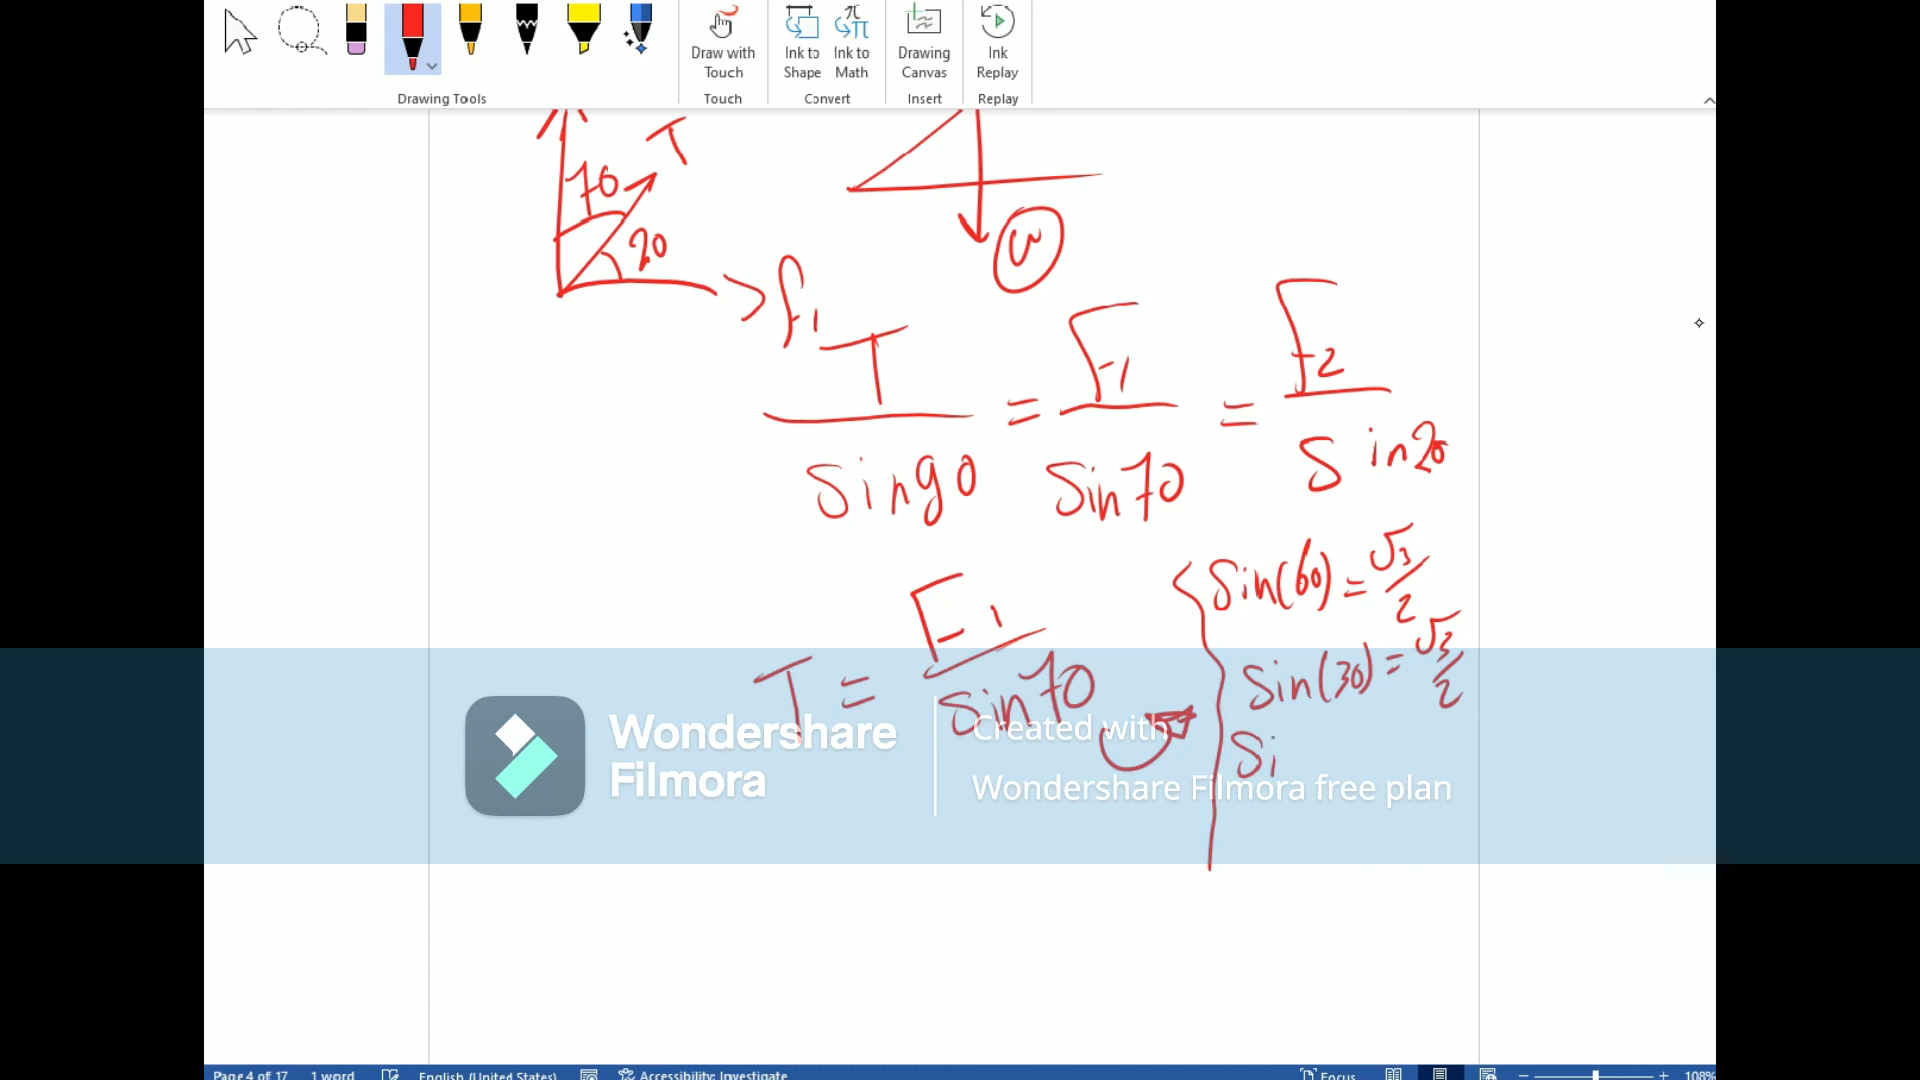 Draw with Touch
Ink to Shape
Ink to Math
Drawing Canvas
Ink Replay
Drawing Tools
Touch
Convert
Insert
Replay
T
70
20
f1
W
T/Sin90 = F1/Sin70 = F2/Sin20
T = F1/Sin70
Sin(60) = √3/2
Sin(30) = √3/2
Si
Wondershare Filmora
Created with
Wondershare Filmora free plan
Page 4 of 17
1 word
English (United States)
Accessibility: Investigate
Focus
108%